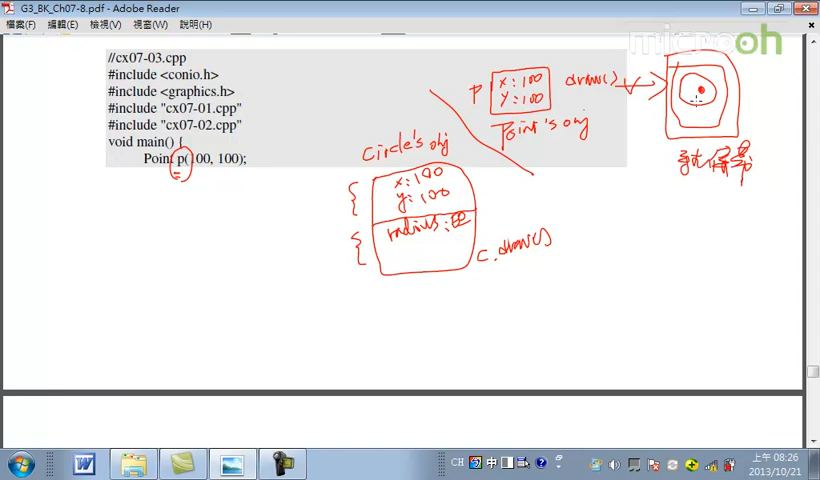 G3_BK_Ch07-8.pdf - Adobe Reader
檔案(F) 編輯(E) 檢視(V) 視窗(W) 說明(H)
microoh
//cx07-03.cpp
#include <conio.h>
#include <graphics.h>
#include "cx07-01.cpp"
#include "cx07-02.cpp"
void main() {
Point p(100, 100);
P
x:100
y:100
draw()
Point's obj
Circle's obj
x:100
y:100
radius:
c.draw()
CH
中
上午 08:26
2013/10/21